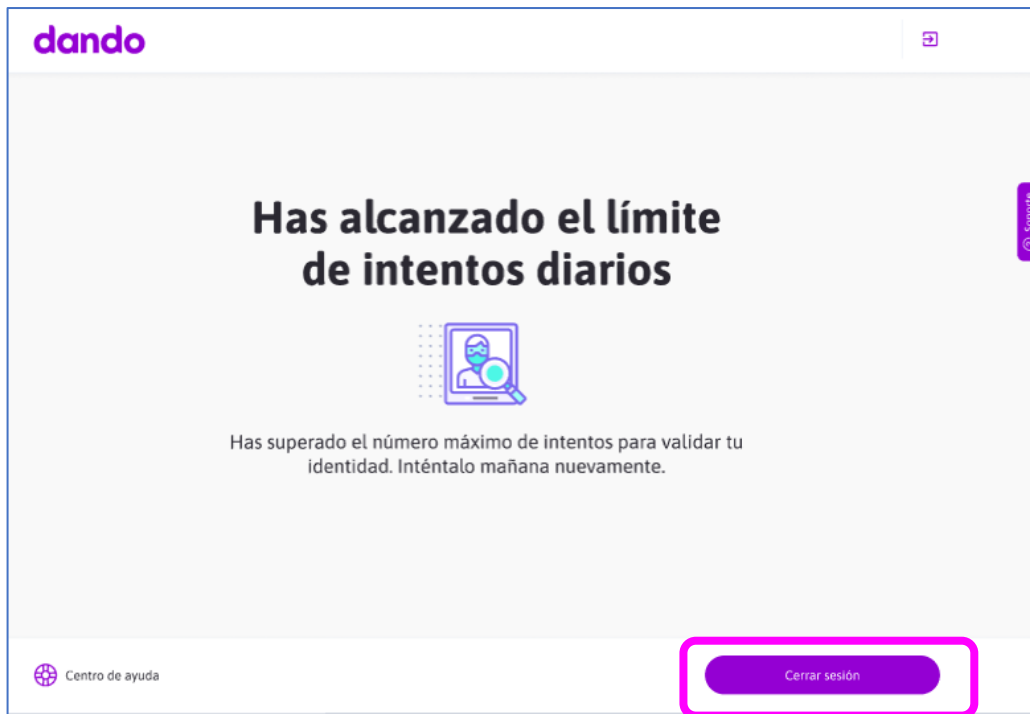 dando
Soporte
Has alcanzado el límite
de intentos diarios
Has superado el número máximo de intentos para validar tu
identidad. Inténtalo mañana nuevamente.
Centro de ayuda
Cerrar sesión